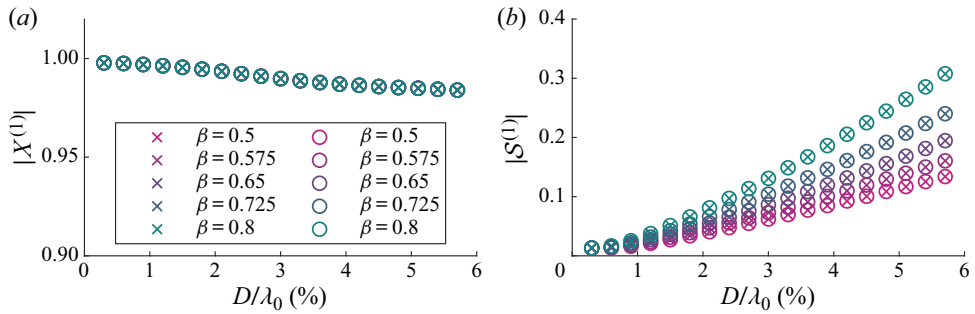 (a)
1.00
0.95
0.90
|X⁽¹⁾|
β = 0.5 β = 0.5
β = 0.575 β = 0.575
β = 0.65 β = 0.65
β = 0.725 β = 0.725
β = 0.8 β = 0.8
0 1 2 3 4 5 6
D/λ₀ (%)
(b)
0.4
0.3
0.2
0.1
|𝒮⁽¹⁾|
0 1 2 3 4 5 6
D/λ₀ (%)